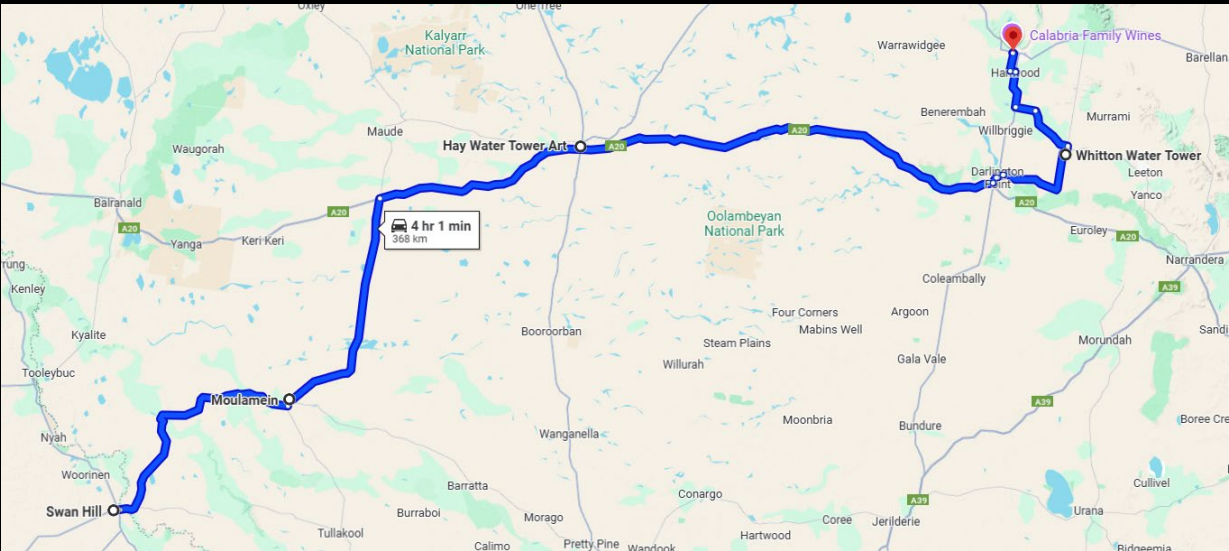 Oxley
One Tree
Kalyarr
National Park
Warrawidgee
Calabria Family Wines
Barellan
Benerembah
Murrami
Maude
Willbriggie
Hay Water Tower Art
A20
A20
Whitton Water Tower
Waugorah
Darlington
Point
Leeton
Yanco
Balranald
A20
A20
A20
Yanga
Keri Keri
4 hr 1 min
368 km
Oolambeyan
National Park
Euroley
A20
Narrandera
Kenley
Coleambally
A39
Kyalite
Booroorban
Four Corners
Mabins Well
Argoon
Steam Plains
Morundah
Tooleybuc
Willurah
Gala Vale
Moulamein
A39
Nyah
Wanganella
Moonbria
Bundure
Boree Cre
Woorinen
Barratta
Conargo
Cullivel
Swan Hill
Burraboi
Morago
A39
Urana
Tullakool
Coree
Jerilderie
Calimo
Pretty Pine
Wandook
Hartwood
Bidgeemia